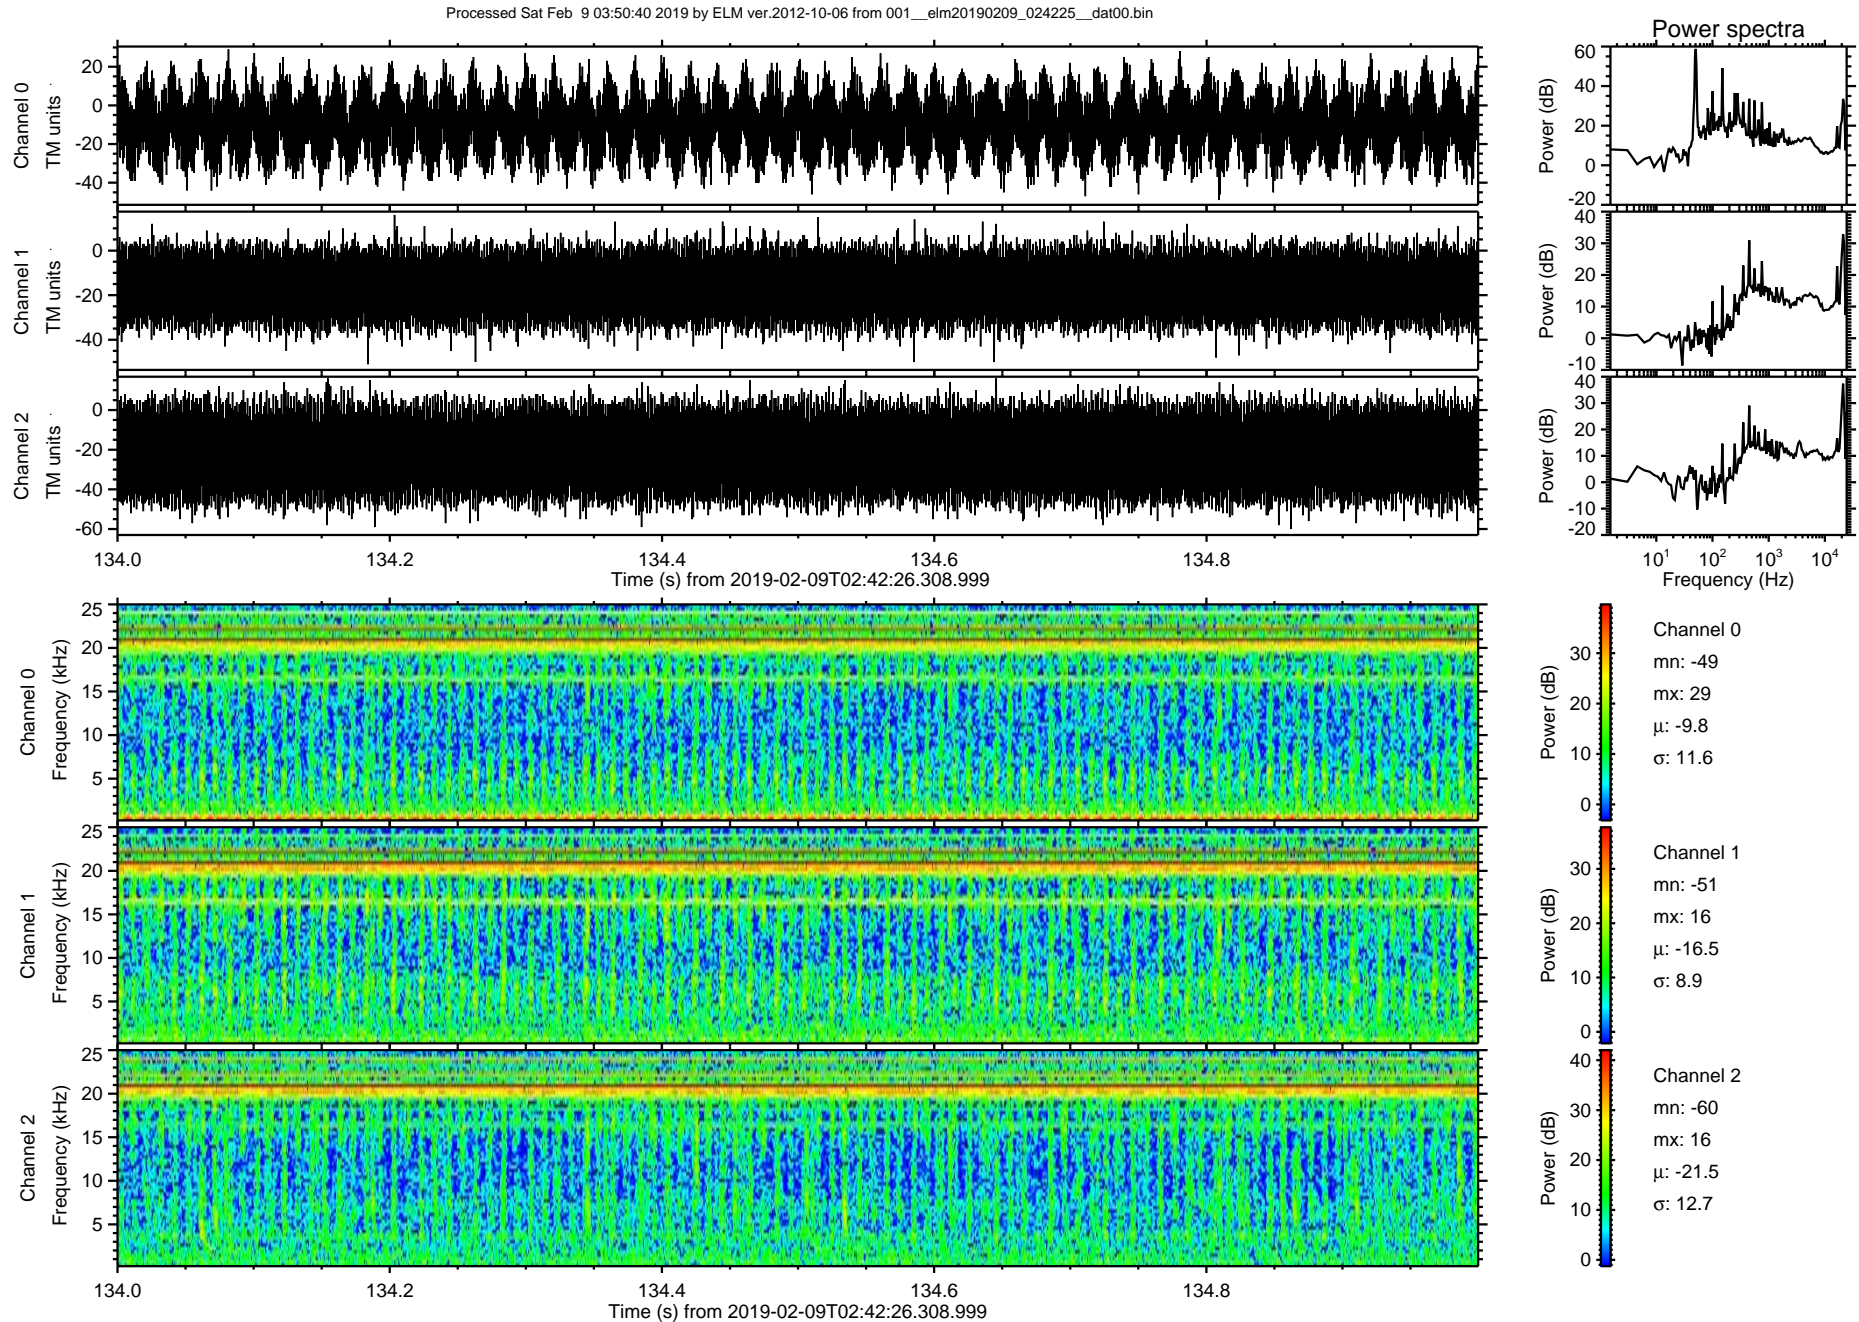 Processed Sat Feb  9 03:50:40 2019 by ELM ver.2012-10-06 from 001__elm20190209_024225__dat00.bin
Power spectra
Channel 0
TM units
20
0
-20
-40
Power (dB)
60
40
20
0
-20
Channel 1
TM units
0
-20
-40
Power (dB)
40
30
20
10
0
-10
Channel 2
TM units
0
-20
-40
-60
Power (dB)
40
30
20
10
0
-10
-20
134.0 134.2 134.4 134.6 134.8
Time (s) from 2019-02-09T02:42:26.308.999
10^1 10^2 10^3 10^4
Frequency (Hz)
Channel 0
Frequency (kHz)
25
20
15
10
5
Power (dB)
30
20
10
0
Channel 0
mn: -49
mx: 29
μ: -9.8
σ: 11.6
Channel 1
Frequency (kHz)
25
20
15
10
5
Power (dB)
30
20
10
0
Channel 1
mn: -51
mx: 16
μ: -16.5
σ: 8.9
Channel 2
Frequency (kHz)
25
20
15
10
5
Power (dB)
40
30
20
10
0
Channel 2
mn: -60
mx: 16
μ: -21.5
σ: 12.7
134.0 134.2 134.4 134.6 134.8
Time (s) from 2019-02-09T02:42:26.308.999